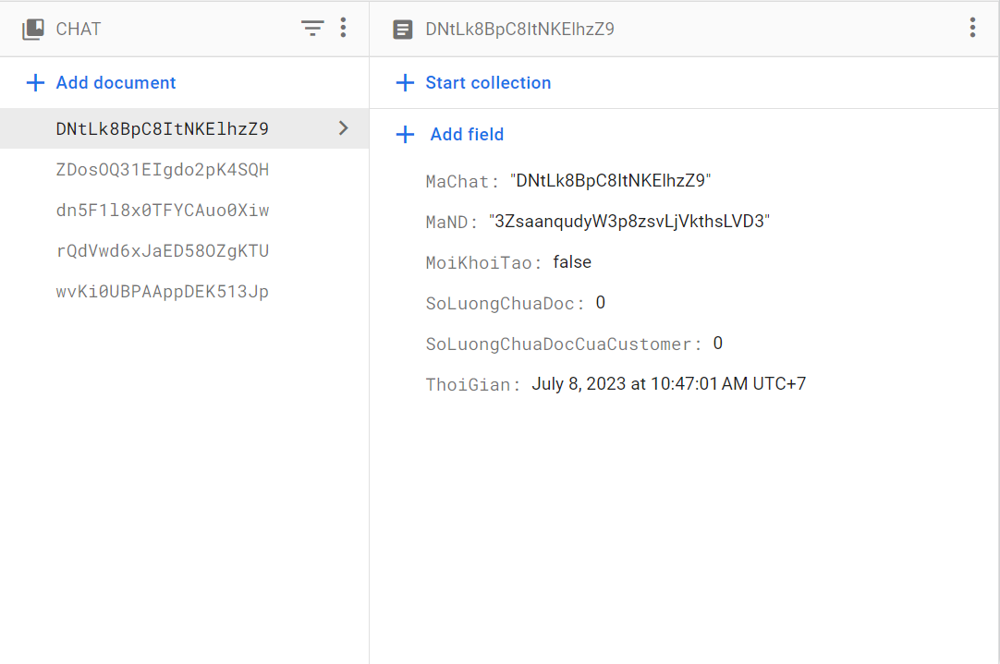 CHAT
Add document
DNtLk8BpC8ItNKElhzZ9
ZDosOQ31EIgdo2pK4SQH
dn5F1l8x0TFYCAuo0Xiw
rQdVwd6xJaED58OZgKTU
wvKi0UBPAAppDEK513Jp
DNtLk8BpC8ItNKElhzZ9
Start collection
Add field
MaChat: "DNtLk8BpC8ItNKElhzZ9"
MaND: "3ZsaanqudyW3p8zsvLjVkthsLVD3"
MoiKhoiTao: false
SoLuongChuaDoc: 0
SoLuongChuaDocCuaCustomer: 0
ThoiGian: July 8, 2023 at 10:47:01 AM UTC+7